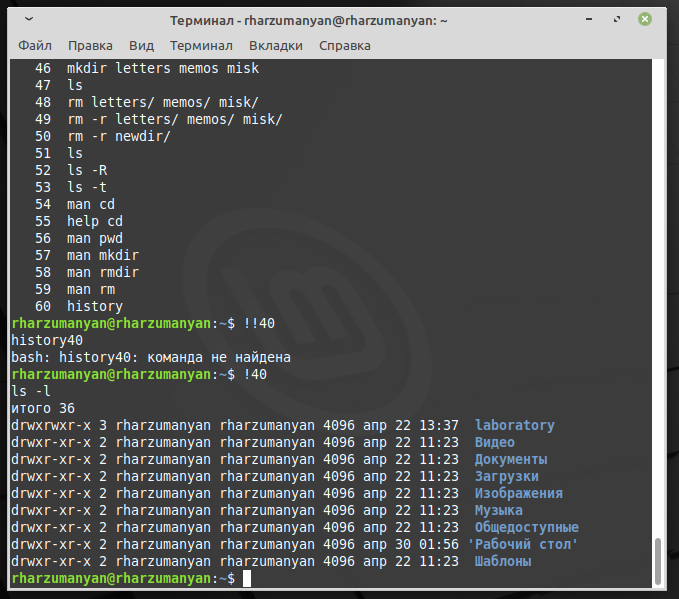 Терминал - rharzumanyan@rharzumanyan: ~
Файл Правка Вид Терминал Вкладки Справка
46 mkdir letters memos misk
47 ls
48 rm letters/ memos/ misk/
49 rm -r letters/ memos/ misk/
50 rm -r newdir/
51 ls
52 ls -R
53 ls -t
54 man cd
55 help cd
56 man pwd
57 man mkdir
58 man rmdir
59 man rm
60 history
rharzumanyan@rharzumanyan:~$ !!40
history40
bash: history40: команда не найдена
rharzumanyan@rharzumanyan:~$ !40
ls -l
итого 36
drwxrwxr-x 3 rharzumanyan rharzumanyan 4096 апр 22 13:37 laboratory
drwxr-xr-x 2 rharzumanyan rharzumanyan 4096 апр 22 11:23 Видео
drwxr-xr-x 2 rharzumanyan rharzumanyan 4096 апр 22 11:23 Документы
drwxr-xr-x 2 rharzumanyan rharzumanyan 4096 апр 22 11:23 Загрузки
drwxr-xr-x 2 rharzumanyan rharzumanyan 4096 апр 22 11:23 Изображения
drwxr-xr-x 2 rharzumanyan rharzumanyan 4096 апр 22 11:23 Музыка
drwxr-xr-x 2 rharzumanyan rharzumanyan 4096 апр 22 11:23 Общедоступные
drwxr-xr-x 2 rharzumanyan rharzumanyan 4096 апр 30 01:56 'Рабочий стол'
drwxr-xr-x 2 rharzumanyan rharzumanyan 4096 апр 22 11:23 Шаблоны
rharzumanyan@rharzumanyan:~$